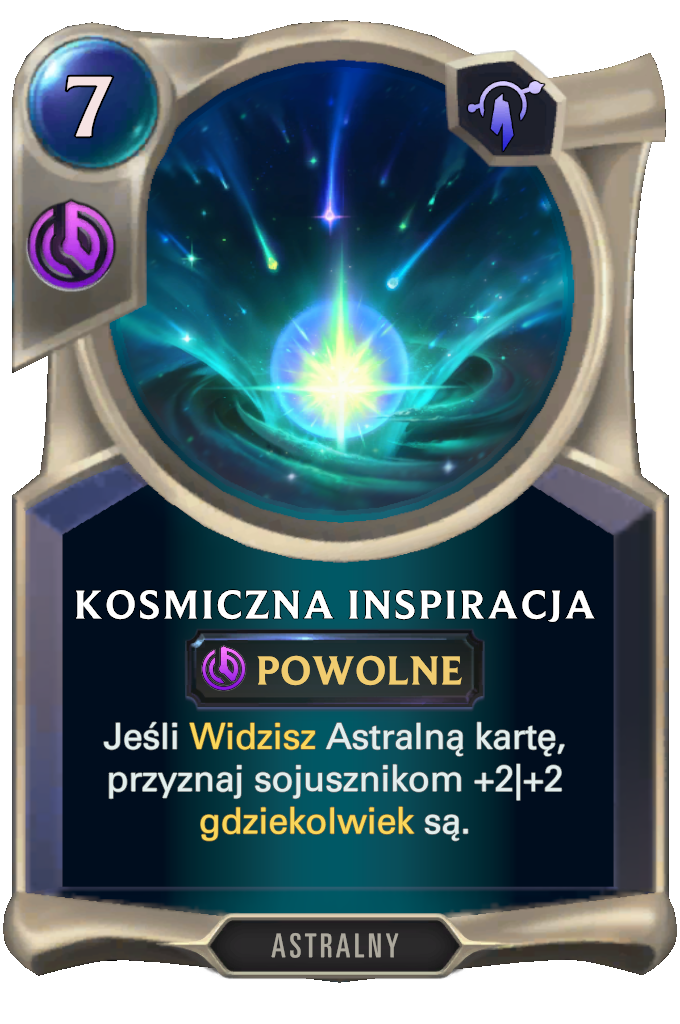 7
KOSMICZNA INSPIRACJA
POWOLNE
Jeśli Widzisz Astralną kartę,
przyznaj sojusznikom +2|+2
gdziekolwiek są.
ASTRALNY